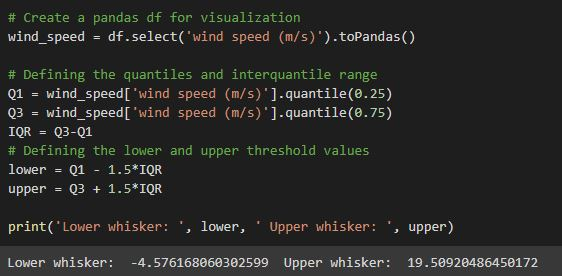 # Create a pandas df for visualization
wind_speed = df.select('wind speed (m/s)').toPandas()
# Defining the quantiles and interquantile range
Q1 = wind_speed['wind speed (m/s)'].quantile(0.25)
Q3 = wind_speed['wind speed (m/s)'].quantile(0.75)
IQR = Q3-Q1
# Defining the lower and upper threshold values
lower = Q1 - 1.5*IQR
upper = Q3 + 1.5*IQR
print('Lower whisker: ', lower, ' Upper whisker: ', upper)
Lower whisker:  -4.576168060302599  Upper whisker:  19.50920486450172